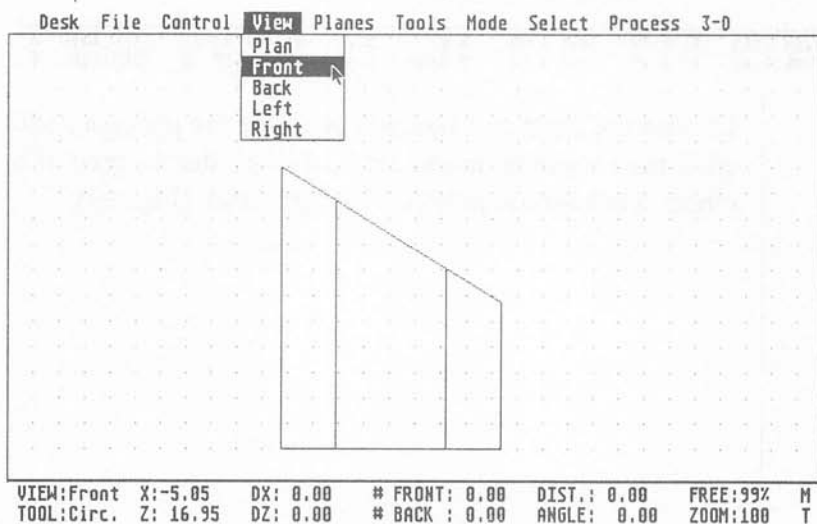 Desk File Control View Planes Tools Mode Select Process 3-D
Plan
Front
Back
Left
Right
VIEW:Front X:-5.05 DX: 0.00 # FRONT: 0.00 DIST.: 0.00 FREE:99% M
TOOL:Circ. Z: 16.95 DZ: 0.00 # BACK : 0.00 ANGLE: 0.00 ZOOM:100 T